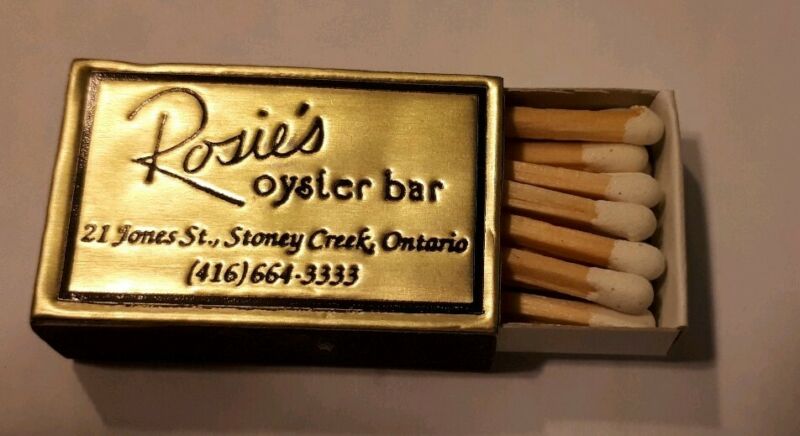 Rosie's
oyster bar
21 Jones St., Stoney Creek, Ontario
(416) 664-3333